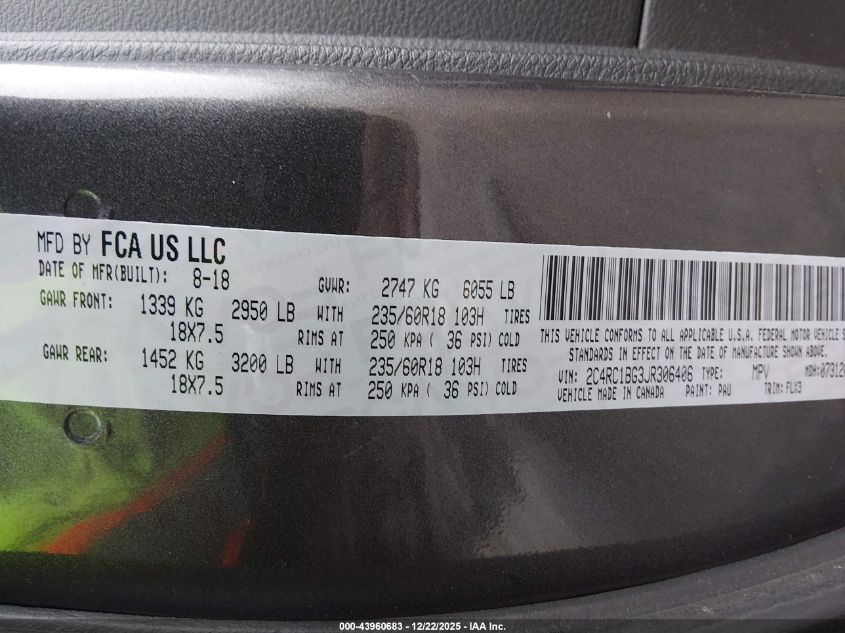 MFD BY FCA US LLC
DATE OF MFR(BUILT): 8-18 GVWR: 2747 KG 6055 LB
GAWR FRONT: 1339 KG 2950 LB WITH 235/60R18 103H TIRES
18X7.5 RIMS AT 250 KPA ( 36 PSI) COLD
GAWR REAR: 1452 KG 3200 LB WITH 235/60R18 103H TIRES
18X7.5 RIMS AT 250 KPA ( 36 PSI) COLD
THIS VEHICLE CONFORMS TO ALL APPLICABLE U.S.A. FEDERAL MOTOR VEHICLE S
STANDARDS IN EFFECT ON THE DATE OF MANUFACTURE SHOWN ABOVE.
VIN: 2C4RC1BG3JR306406 TYPE: MPV MDH: 07312
VEHICLE MADE IN CANADA PAINT: PAU TRIM: FLX3
000-43960683 - 12/22/2025 - IAA Inc.